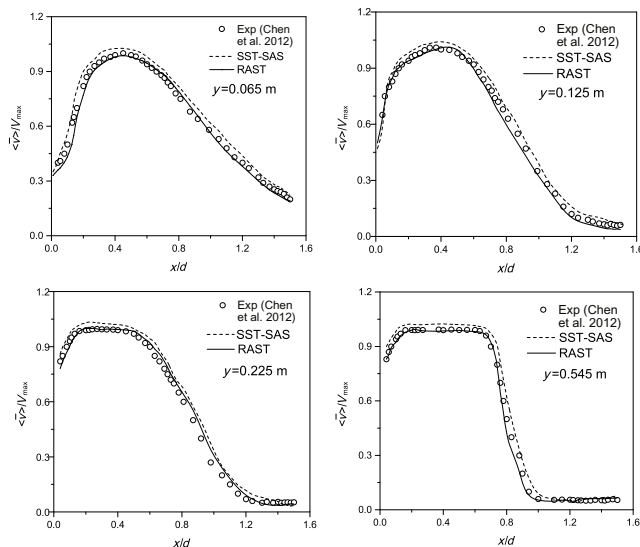 1.2
0.9
0.6
0.3
0.0
0.0 0.4 0.8 1.2 1.6
x/d
<v̄>/Vmax
Exp (Chen
et al. 2012)
SST-SAS
RAST
y=0.065 m
1.2
0.9
0.6
0.3
0.0
0.0 0.4 0.8 1.2 1.6
x/d
<v̄>/Vmax
Exp (Chen
et al. 2012)
SST-SAS
RAST
y=0.125 m
1.2
0.9
0.6
0.3
0.0
0.0 0.4 0.8 1.2 1.6
x/d
<v̄>/Vmax
Exp (Chen
et al. 2012)
SST-SAS
RAST
y=0.225 m
1.2
0.9
0.6
0.3
0.0
0.0 0.4 0.8 1.2 1.6
x/d
<v̄>/Vmax
Exp (Chen
et al. 2012)
SST-SAS
RAST
y=0.545 m